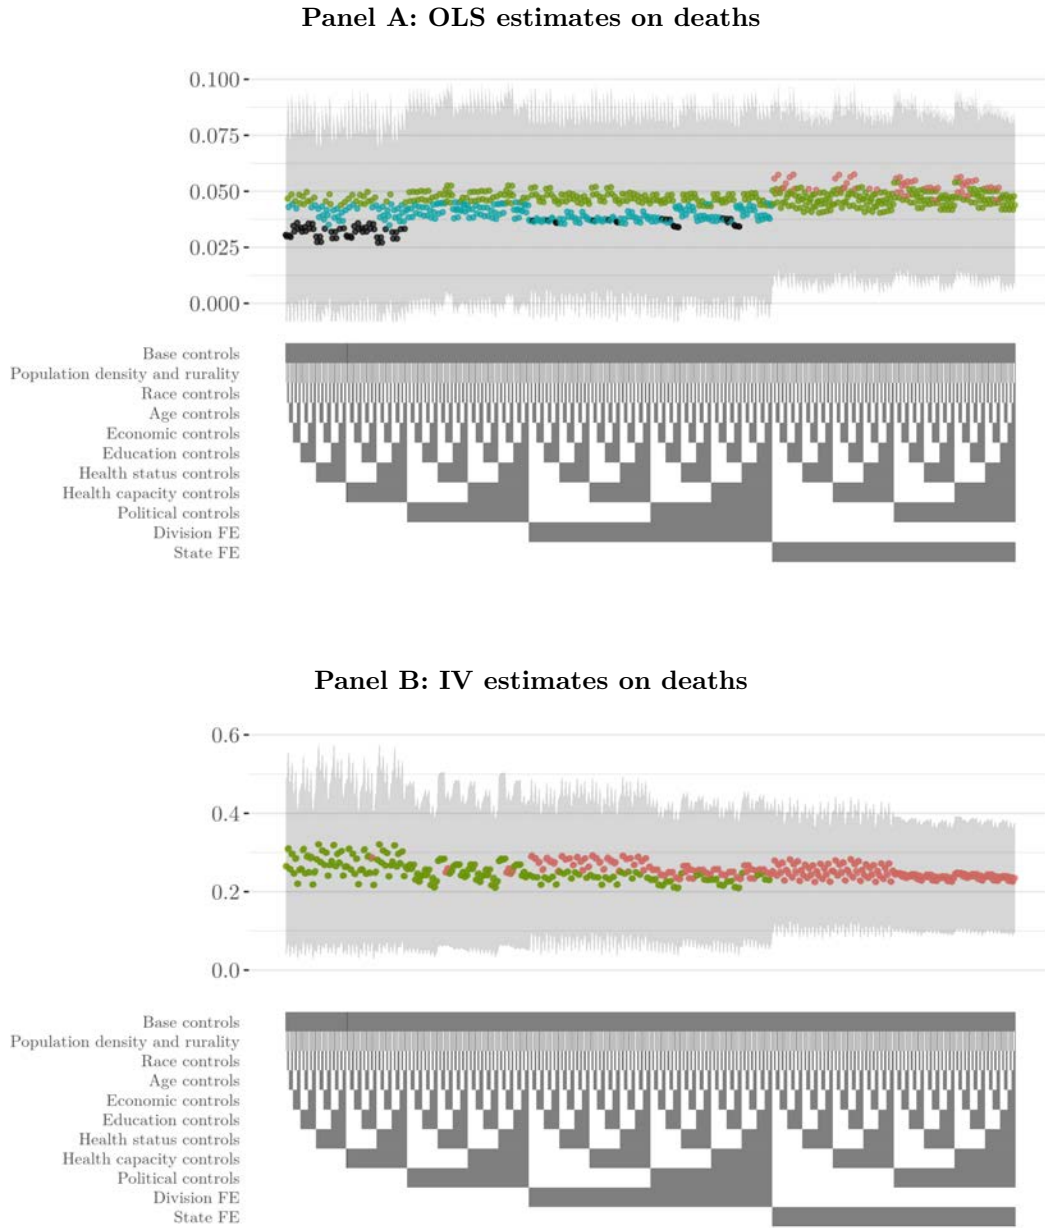 Panel A: OLS estimates on deaths
0.100
0.075
0.050
0.025
0.000
Base controls
Population density and rurality
Race controls
Age controls
Economic controls
Education controls
Health status controls
Health capacity controls
Political controls
Division FE
State FE
Panel B: IV estimates on deaths
0.6
0.4
0.2
0.0
Base controls
Population density and rurality
Race controls
Age controls
Economic controls
Education controls
Health status controls
Health capacity controls
Political controls
Division FE
State FE